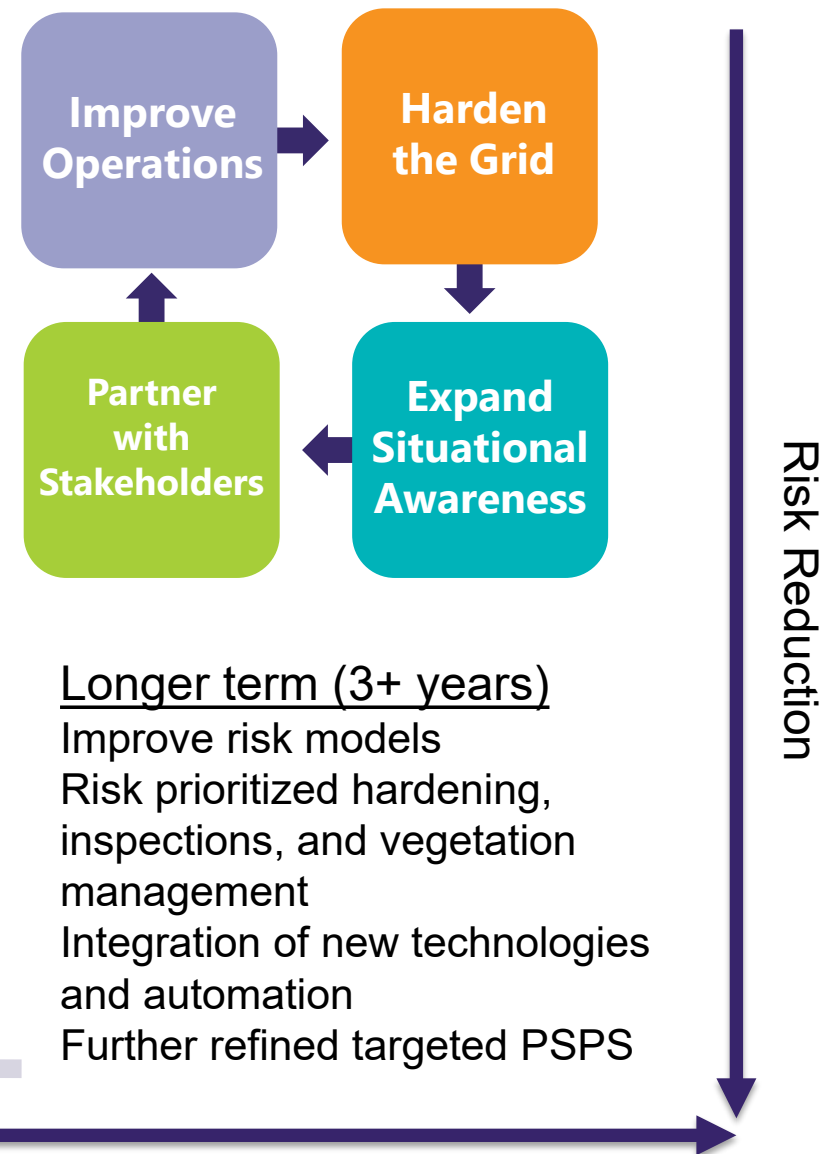 Improve
Operations
Harden
the Grid
Partner
with
Stakeholders
Expand
Situational
Awareness
Risk Reduction
Longer term (3+ years)
Improve risk models
Risk prioritized hardening,
inspections, and vegetation
management
Integration of new technologies
and automation
Further refined targeted PSPS